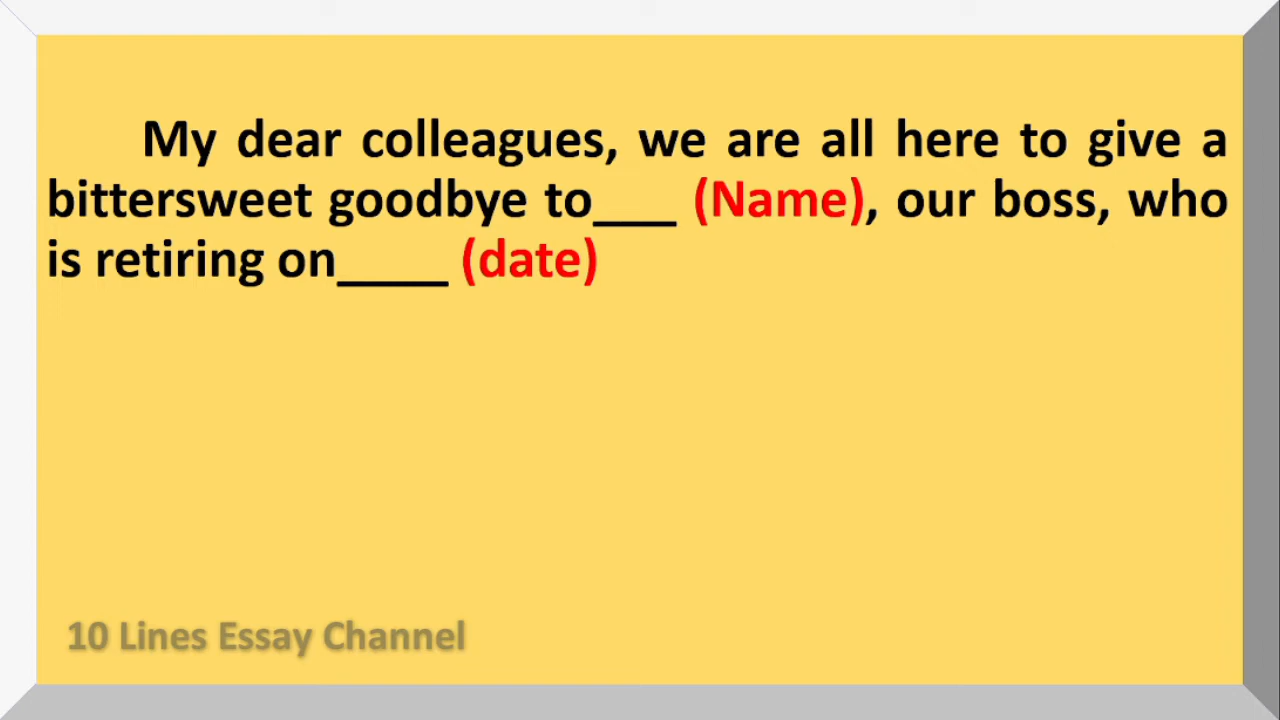 My dear colleagues, we are all here to give a
bittersweet goodbye to___ (Name), our boss, who
is retiring on____ (date)
10 Lines Essay Channel